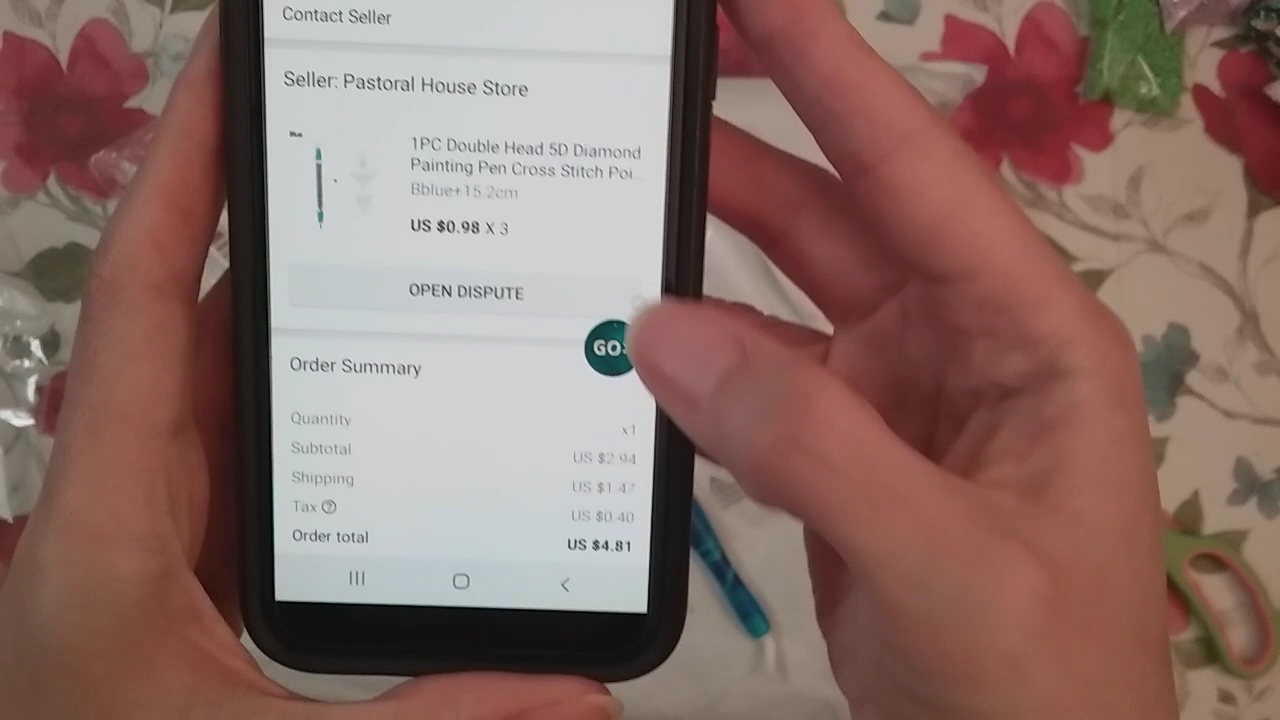 Contact Seller
Seller: Pastoral House Store
Blue
1PC Double Head 5D Diamond
Painting Pen Cross Stitch Poi...
Bblue+15.2cm
US $0.98 X 3
OPEN DISPUTE
GO
Order Summary
Quantity x1
Subtotal US $2.94
Shipping US $1.47
Tax ? US $0.40
Order total US $4.81